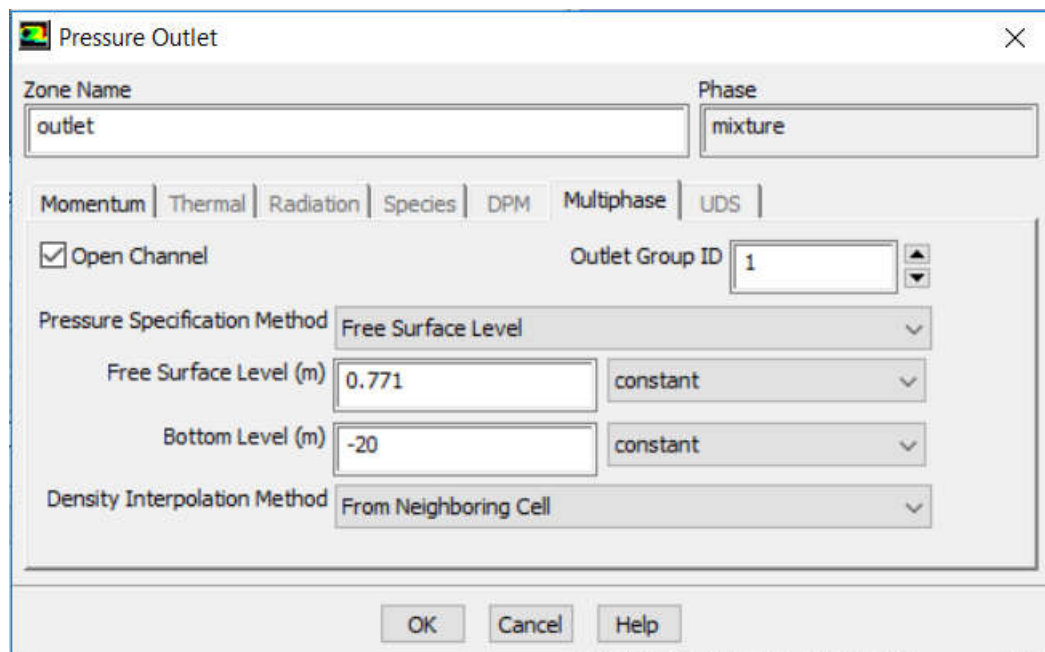 Pressure Outlet
Zone Name Phase
outlet mixture
Momentum Thermal Radiation Species DPM Multiphase UDS
Open Channel Outlet Group ID 1
Pressure Specification Method Free Surface Level
Free Surface Level (m) 0.771 constant
Bottom Level (m) -20 constant
Density Interpolation Method From Neighboring Cell
OK Cancel Help